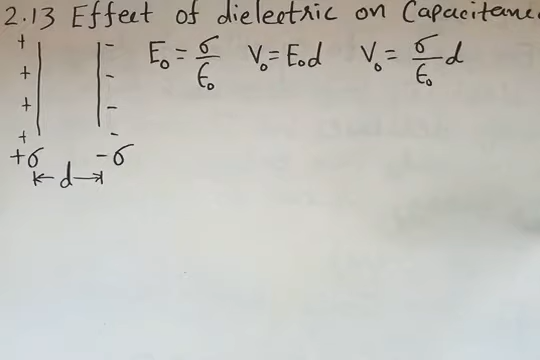 2.13 Effect of dielectric on Capacitance
+ - E₀ = σ/ε₀ V₀ = E₀d V₀ = σ/ε₀ d
+ -
+ -
+ -
+σ -σ
d